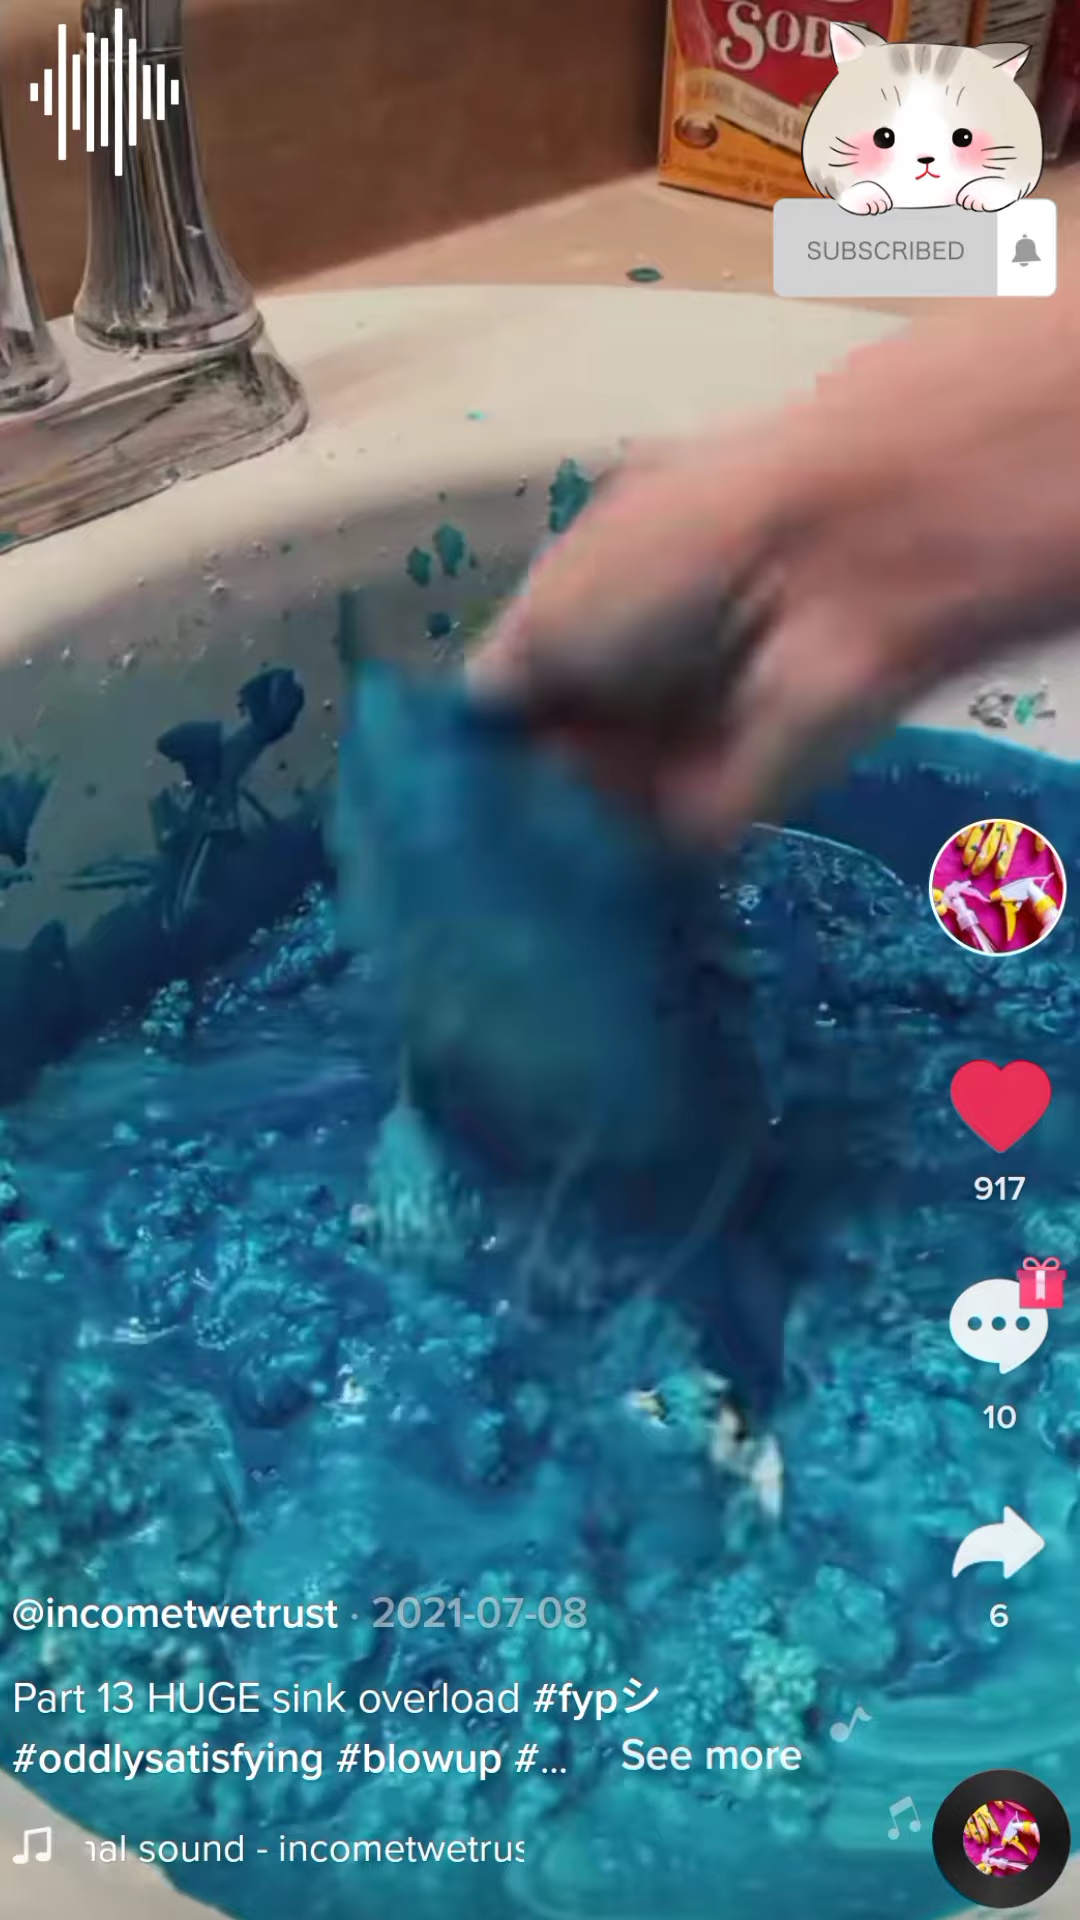 SOD
SUBSCRIBED
917
10
6
@incometwetrust · 2021-07-08
Part 13 HUGE sink overload #fypシ
#oddlysatisfying #blowup #... See more
nal sound - incometwetrus